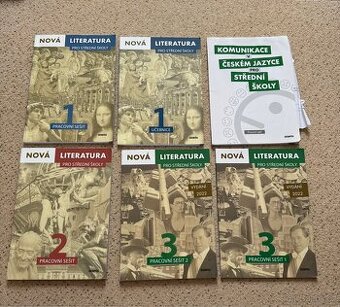 NOVÁ LITERATURA
PRO STŘEDNÍ ŠKOLY
1
PRACOVNÍ SEŠIT
NOVÁ LITERATURA
PRO STŘEDNÍ ŠKOLY
1
UČEBNICE
KOMUNIKACE
V
ČESKÉM JAZYCE
PRO
STŘEDNÍ
ŠKOLY
NOVÁ LITERATURA
PRO STŘEDNÍ ŠKOLY
2
PRACOVNÍ SEŠIT
NOVÁ LITERATURA
PRO STŘEDNÍ ŠKOLY
VYDÁNÍ
2022
3
PRACOVNÍ SEŠIT 2
NOVÁ LITERATURA
PRO STŘEDNÍ ŠKOLY
VYDÁNÍ
2022
3
PRACOVNÍ SEŠIT 1